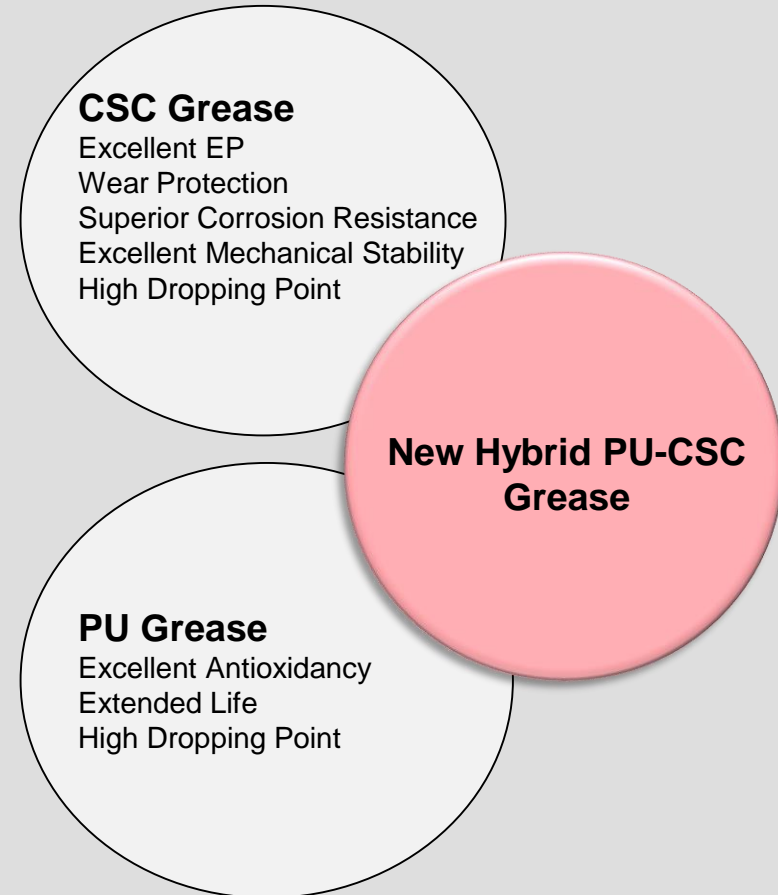 CSC Grease
Excellent EP
Wear Protection
Superior Corrosion Resistance
Excellent Mechanical Stability
High Dropping Point
New Hybrid PU-CSC
Grease
PU Grease
Excellent Antioxidancy
Extended Life
High Dropping Point